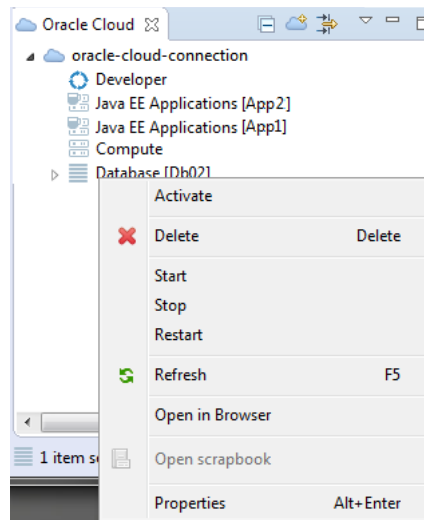 Oracle Cloud
oracle-cloud-connection
Developer
Java EE Applications [App2]
Java EE Applications [App1]
Compute
Database [Db02]
Activate
Delete Delete
Start
Stop
Restart
Refresh F5
Open in Browser
1 item s
Open scrapbook
Properties Alt+Enter